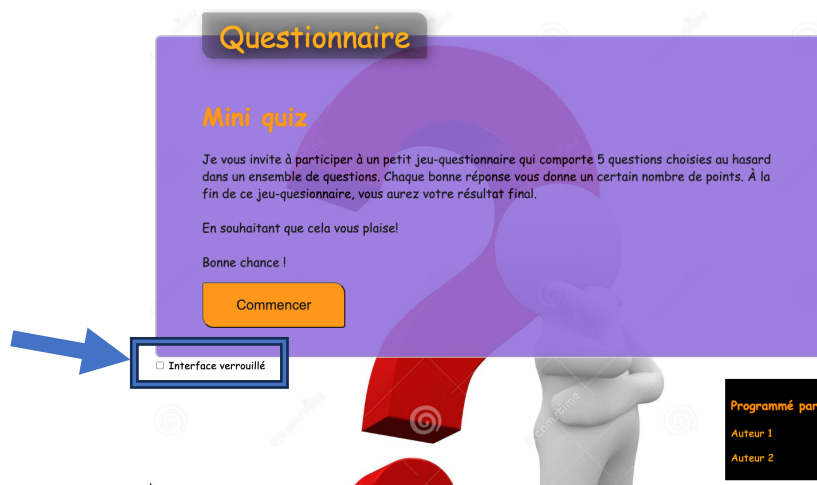 Questionnaire
Mini quiz
Je vous invite à participer à un petit jeu-questionnaire qui comporte 5 questions choisies au hasard
dans un ensemble de questions. Chaque bonne réponse vous donne un certain nombre de points. À la
fin de ce jeu-quesionnaire, vous aurez votre résultat final.
En souhaitant que cela vous plaise!
Bonne chance !
Commencer
Interface verrouillé
Programmé par
Auteur 1
Auteur 2